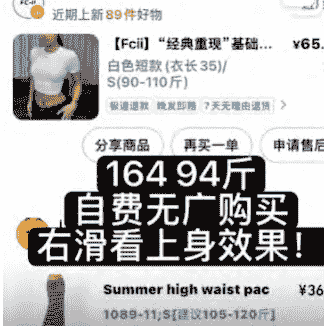 近期上新89件好物
【Fcii】“经典重现”基础...
¥65.
白色短款 (衣长35)/
S(90-110斤)
极速退款 晚发即赔 7天无理由退货
分享商品
再买一单
申请售后
164 94斤
自费无广购买
右滑看上身效果!
Summer high waist pac
¥36
1089-11;S[建议105-120斤]